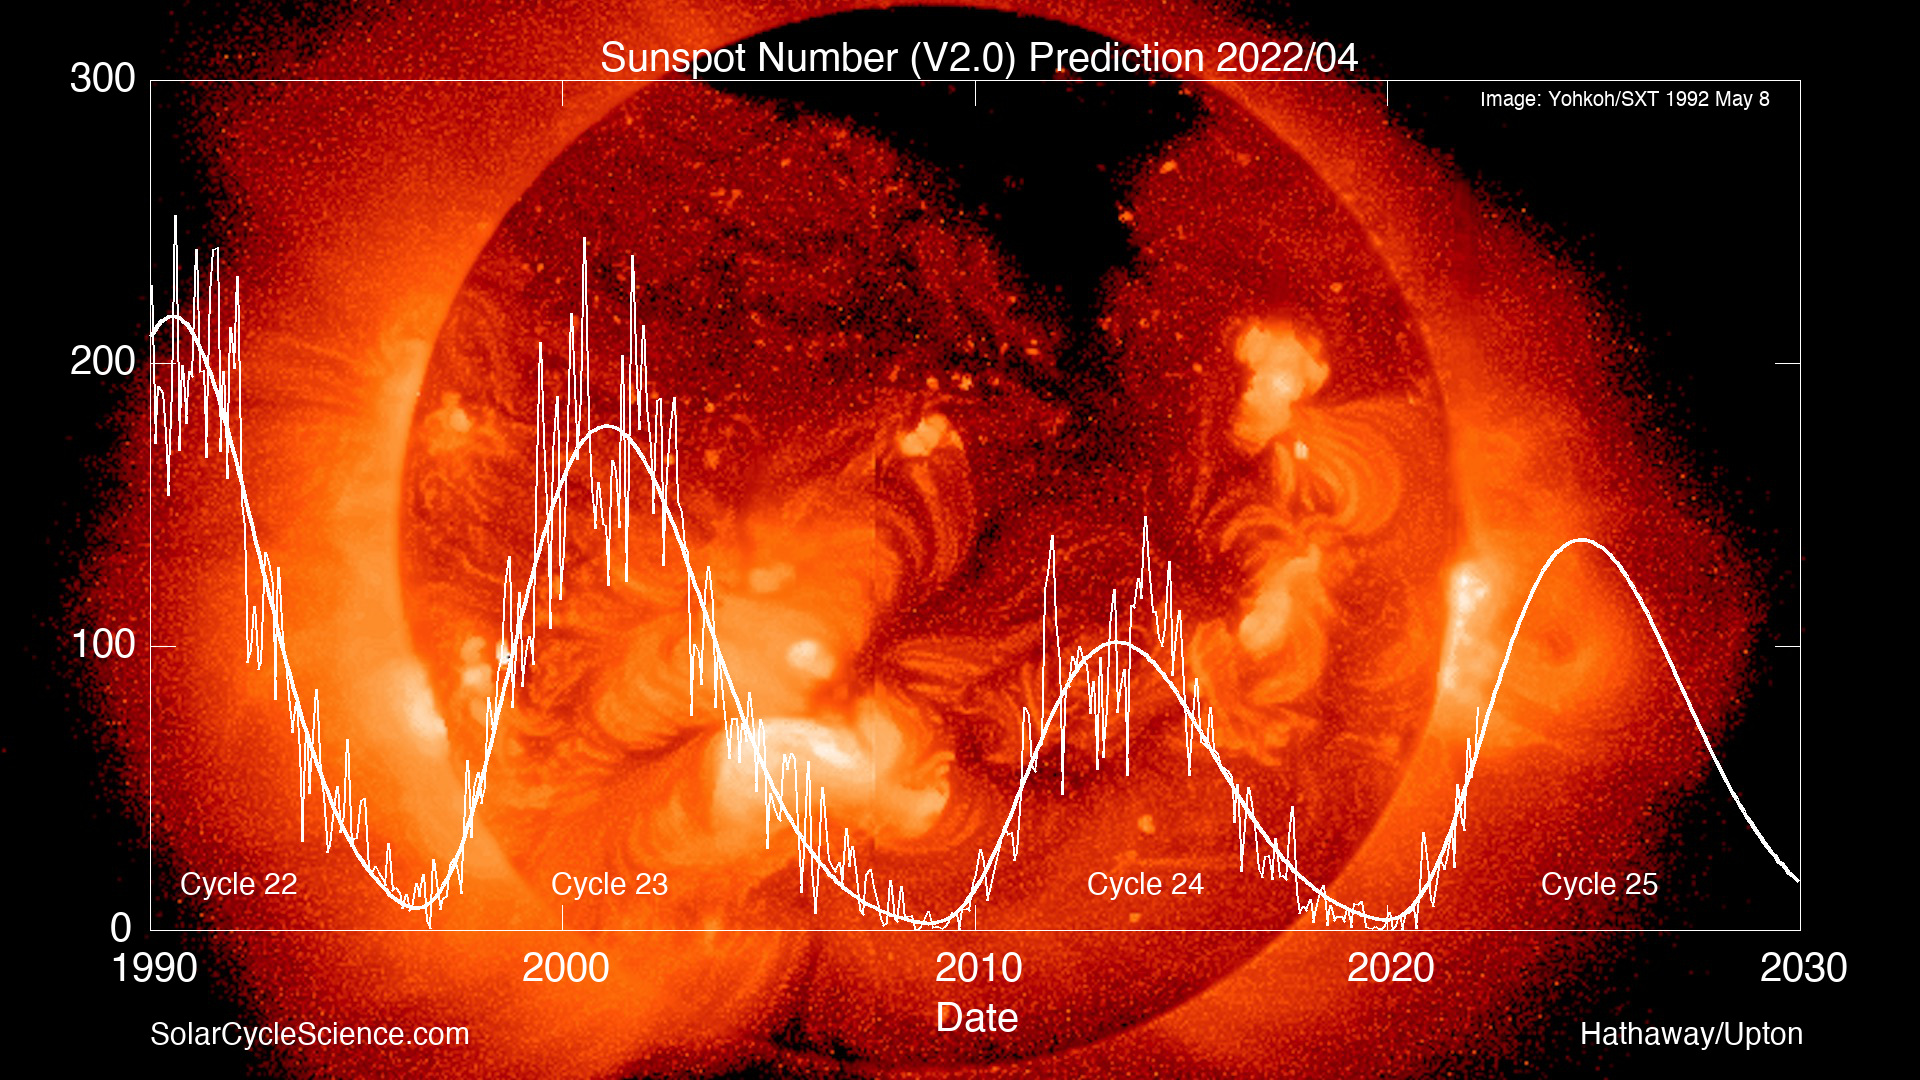 Sunspot Number (V2.0) Prediction 2022/04
300
Image: Yohkoh/SXT 1992 May 8
200
100
Cycle 22
Cycle 23
Cycle 24
Cycle 25
0
1990
2000
2010
2020
2030
Date
SolarCycleScience.com
Hathaway/Upton